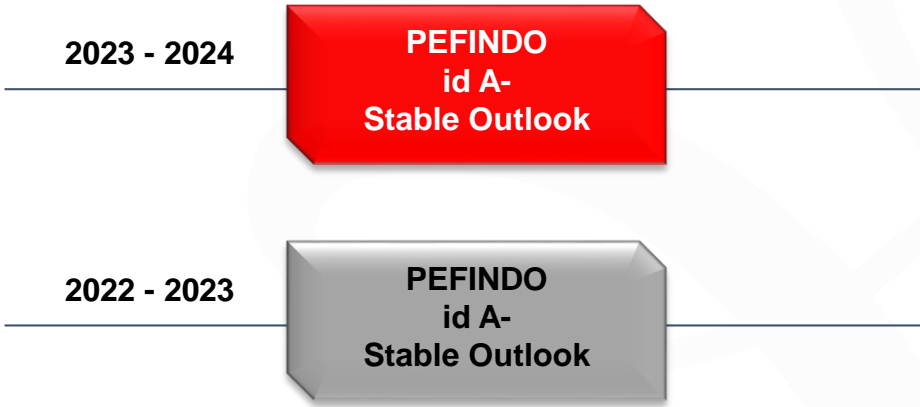 2023 - 2024
PEFINDO
id A-
Stable Outlook
2022 - 2023
PEFINDO
id A-
Stable Outlook